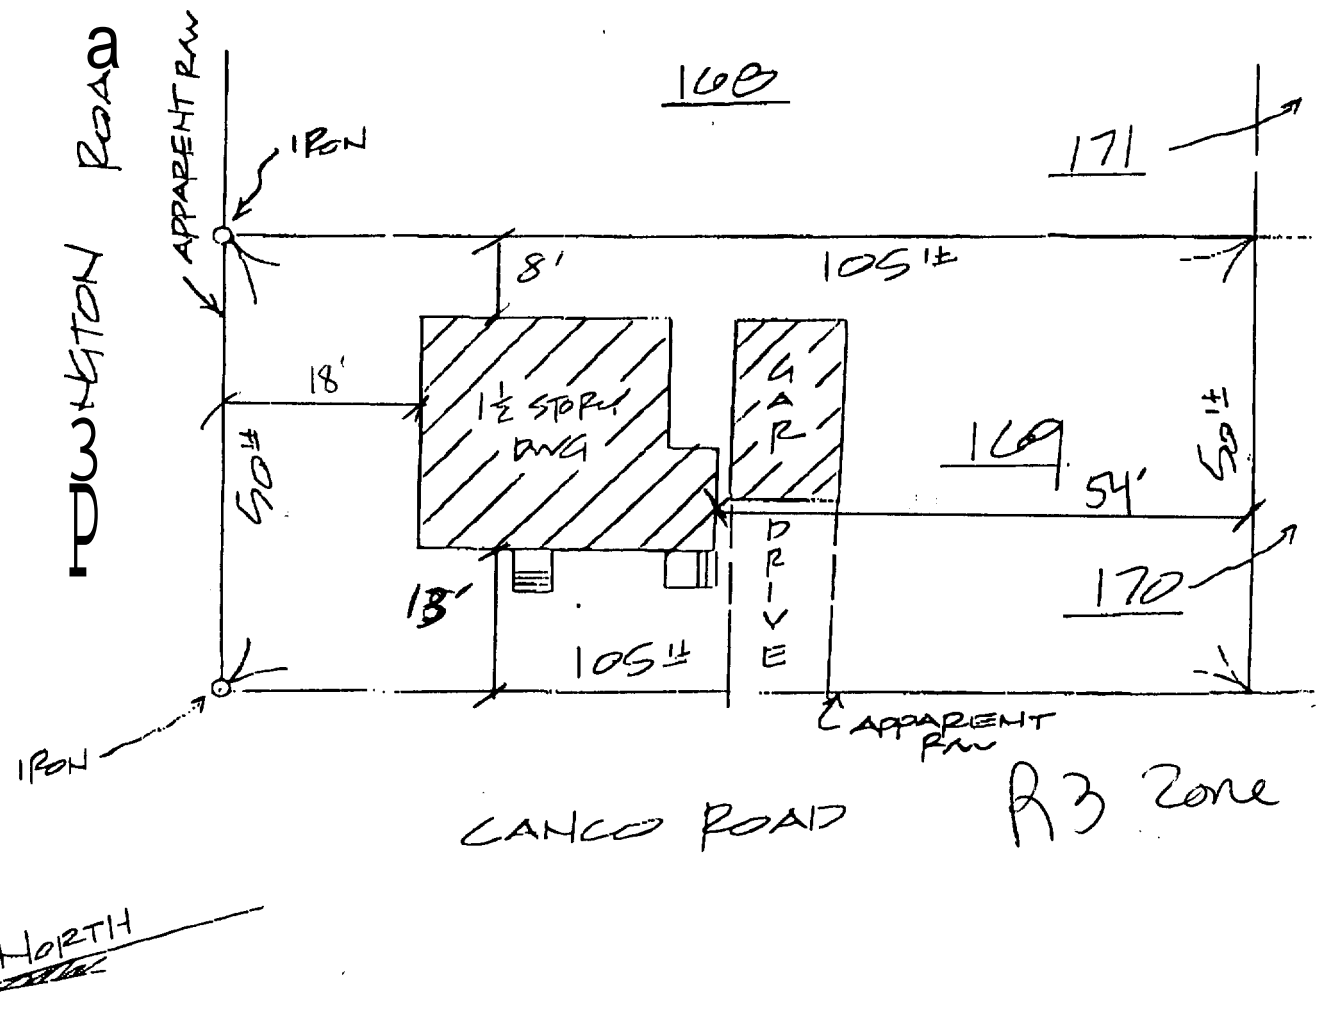 a
ROAD
APPARENT R/W
168
IRON
171
8'
105'±
18'
1½ STORY
DWG
GAR
169
50'±
50'±
54'
DRIVE
13'
170
105'±
IRON
APPARENT
R/W
R3 Zone
CANCO ROAD
NORTH